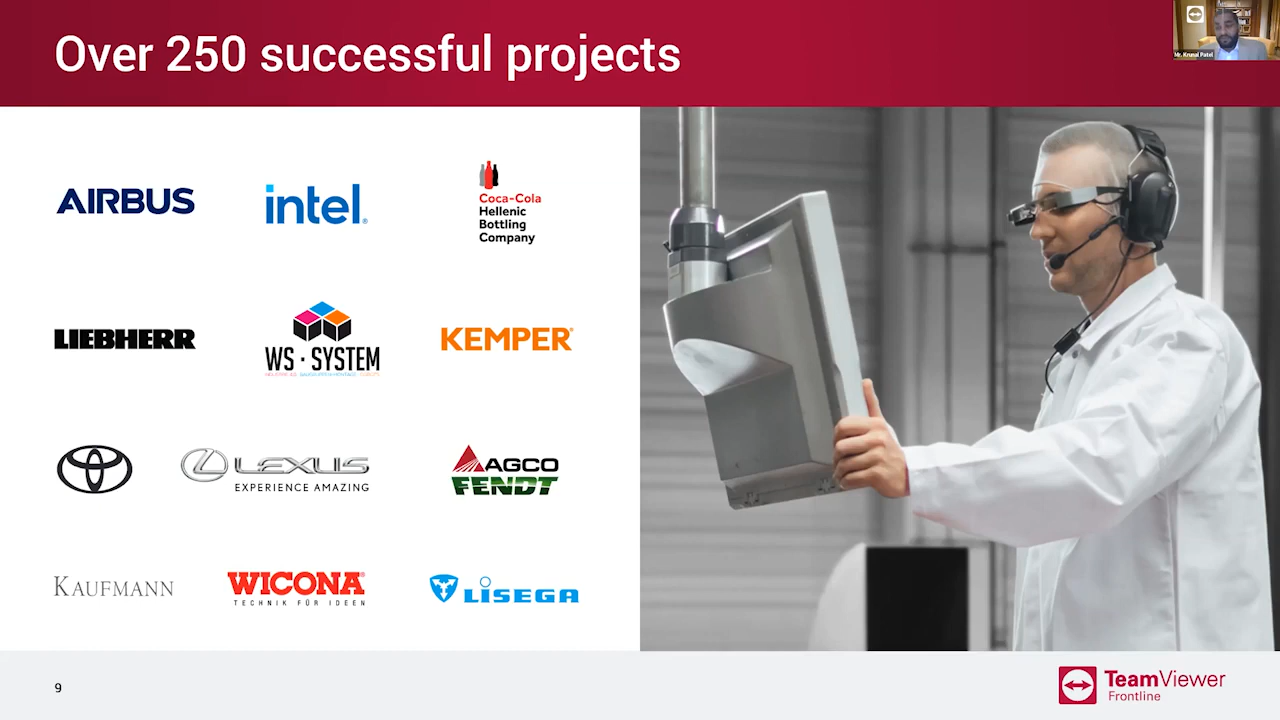 Over 250 successful projects
Mr. Krunal Patel
AIRBUS
intel®
Coca-Cola
Hellenic
Bottling
Company
LIEBHERR
WS·SYSTEM
KEMPER®
LEXUS
EXPERIENCE AMAZING
AGCO
FENDT
KAUFMANN
WICONA®
TECHNIK FÜR IDEEN
LISEGA
9
TeamViewer
Frontline